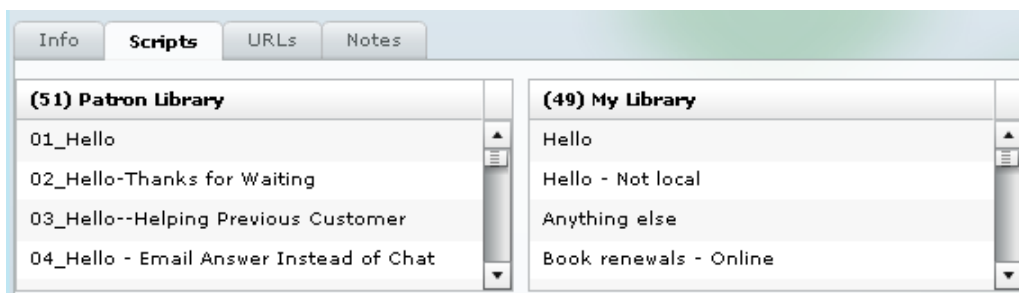 Info Scripts URLs Notes
(51) Patron Library
01_Hello
02_Hello-Thanks for Waiting
03_Hello--Helping Previous Customer
04_Hello - Email Answer Instead of Chat
(49) My Library
Hello
Hello - Not local
Anything else
Book renewals - Online